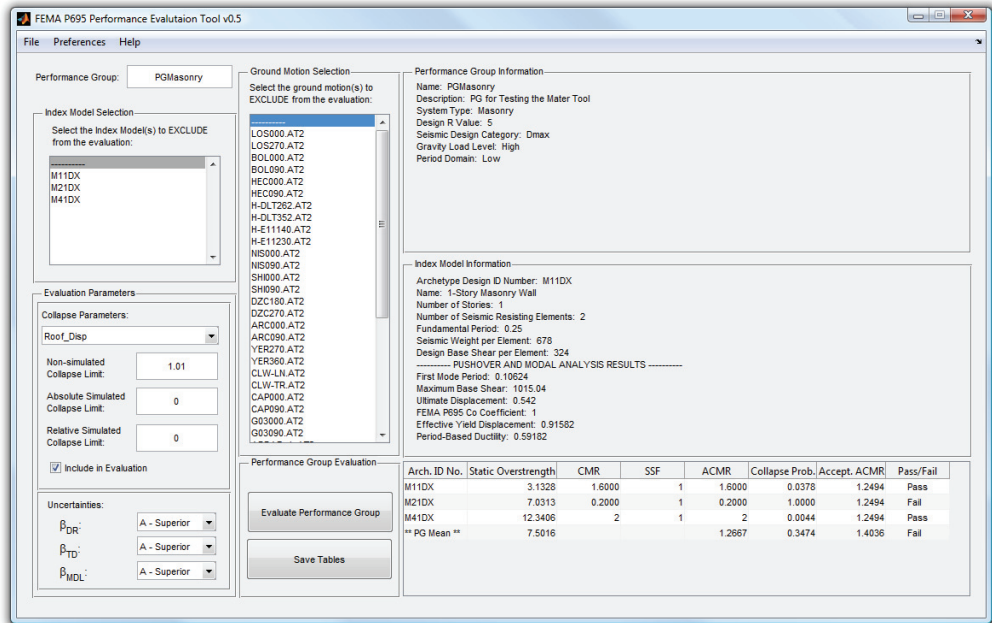 FEMA P695 Performance Evalutaion Tool v0.5
File Preferences Help
Performance Group: PGMasonry
Index Model Selection
Select the Index Model(s) to EXCLUDE
from the evaluation:
----------
M11DX
M21DX
M41DX
Evaluation Parameters
Collapse Parameters:
Roof_Disp
Non-simulated
Collapse Limit: 1.01
Absolute Simulated
Collapse Limit: 0
Relative Simulated
Collapse Limit: 0
Include in Evaluation
Uncertainties:
βDR: A - Superior
βTD: A - Superior
βMDL: A - Superior
Ground Motion Selection
Select the ground motion(s) to
EXCLUDE from the evaluation:
----------
LOS000.AT2
LOS270.AT2
BOL000.AT2
BOL090.AT2
HEC000.AT2
HEC090.AT2
H-DLT262.AT2
H-DLT352.AT2
H-E11140.AT2
H-E11230.AT2
NIS000.AT2
NIS090.AT2
SHI000.AT2
SHI090.AT2
DZC180.AT2
DZC270.AT2
ARC000.AT2
ARC090.AT2
YER270.AT2
YER360.AT2
CLW-LN.AT2
CLW-TR.AT2
CAP000.AT2
CAP090.AT2
G03000.AT2
G03090.AT2
Performance Group Evaluation
Evaluate Performance Group
Save Tables
Performance Group Information
Name: PGMasonry
Description: PG for Testing the Mater Tool
System Type: Masonry
Design R Value: 5
Seismic Design Category: Dmax
Gravity Load Level: High
Period Domain: Low
Index Model Information
Archetype Design ID Number: M11DX
Name: 1-Story Masonry Wall
Number of Stories: 1
Number of Seismic Resisting Elements: 2
Fundamental Period: 0.25
Seismic Weight per Element: 678
Design Base Shear per Element: 324
---------- PUSHOVER AND MODAL ANALYSIS RESULTS ----------
First Mode Period: 0.10624
Maximum Base Shear: 1015.04
Ultimate Displacement: 0.542
FEMA P695 Co Coefficient: 1
Effective Yield Displacement: 0.91582
Period-Based Ductility: 0.59182
Arch. ID No. Static Overstrength CMR SSF ACMR Collapse Prob. Accept. ACMR Pass/Fail
M11DX 3.1328 1.6000 1 1.6000 0.0378 1.2494 Pass
M21DX 7.0313 0.2000 1 0.2000 1.0000 1.2494 Fail
M41DX 12.3406 2 1 2 0.0044 1.2494 Pass
** PG Mean ** 7.5016 1.2667 0.3474 1.4036 Fail